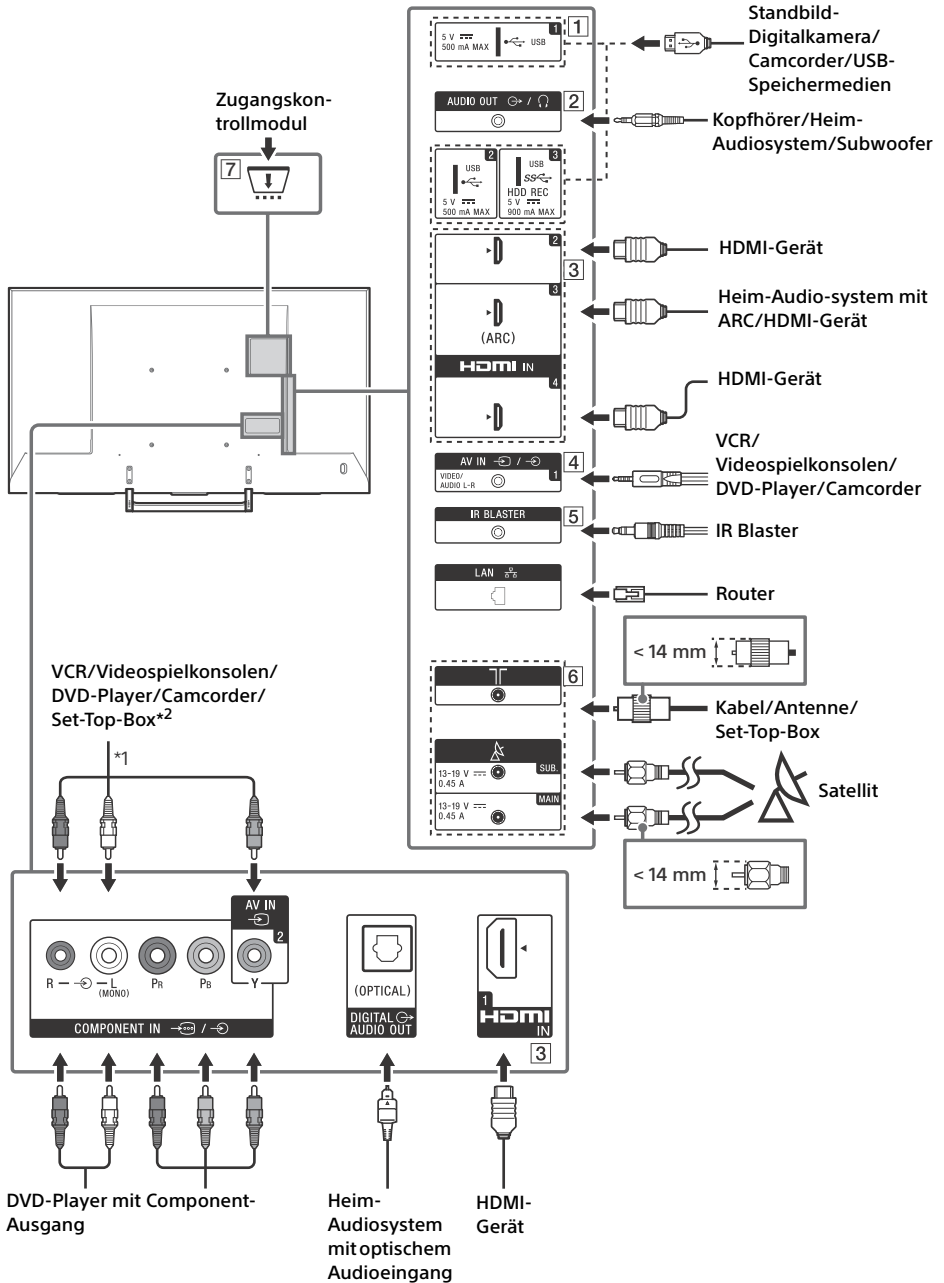 Standbild-
Digitalkamera/
Camcorder/USB-
Speichermedien
5 V
500 mA MAX
USB
1
1
Zugangskon-
trollmodul
7
AUDIO OUT /
2
Kopfhörer/Heim-
Audiosystem/Subwoofer
2
USB
5 V
500 mA MAX
3
USB
SS
HDD REC
5 V
900 mA MAX
2
HDMI-Gerät
3
3
(ARC)
Heim-Audio-system mit
ARC/HDMI-Gerät
HDMI IN
4
HDMI-Gerät
AV IN /
VIDEO/
AUDIO L-R
1
4
VCR/
Videospielkonsolen/
DVD-Player/Camcorder
IR BLASTER
5
IR Blaster
LAN
Router
< 14 mm
6
Kabel/Antenne/
Set-Top-Box
13-19 V
0.45 A
SUB.
13-19 V
0.45 A
MAIN
Satellit
< 14 mm
VCR/Videospielkonsolen/
DVD-Player/Camcorder/
Set-Top-Box*2
*1
AV IN
2
R
L
(MONO)
PR
PB
Y
COMPONENT IN /
(OPTICAL)
DIGITAL
AUDIO OUT
1
HDMI
IN
3
DVD-Player mit Component-
Ausgang
Heim-
Audiosystem
mit optischem
Audioeingang
HDMI-
Gerät